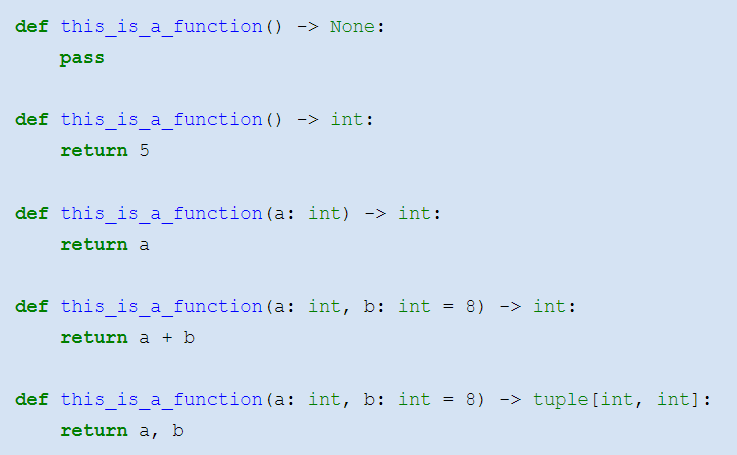 def this_is_a_function() -> None:
    pass
def this_is_a_function() -> int:
    return 5
def this_is_a_function(a: int) -> int:
    return a
def this_is_a_function(a: int, b: int = 8) -> int:
    return a + b
def this_is_a_function(a: int, b: int = 8) -> tuple[int, int]:
    return a, b